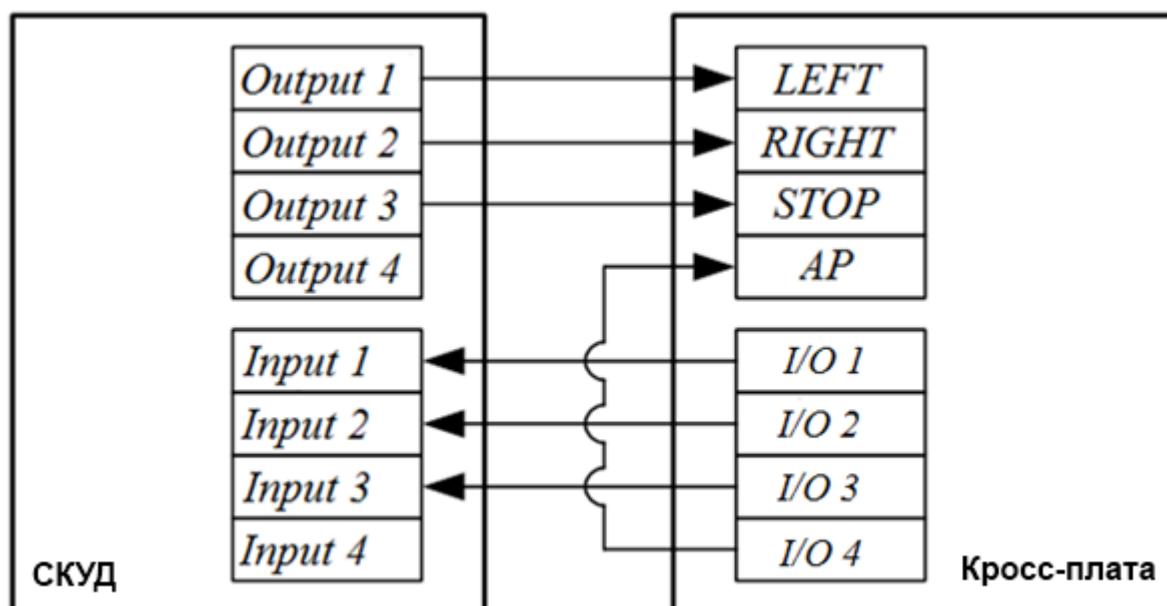 Output 1
Output 2
Output 3
Output 4
Input 1
Input 2
Input 3
Input 4
СКУД
LEFT
RIGHT
STOP
AP
I/O 1
I/O 2
I/O 3
I/O 4
Кросс-плата